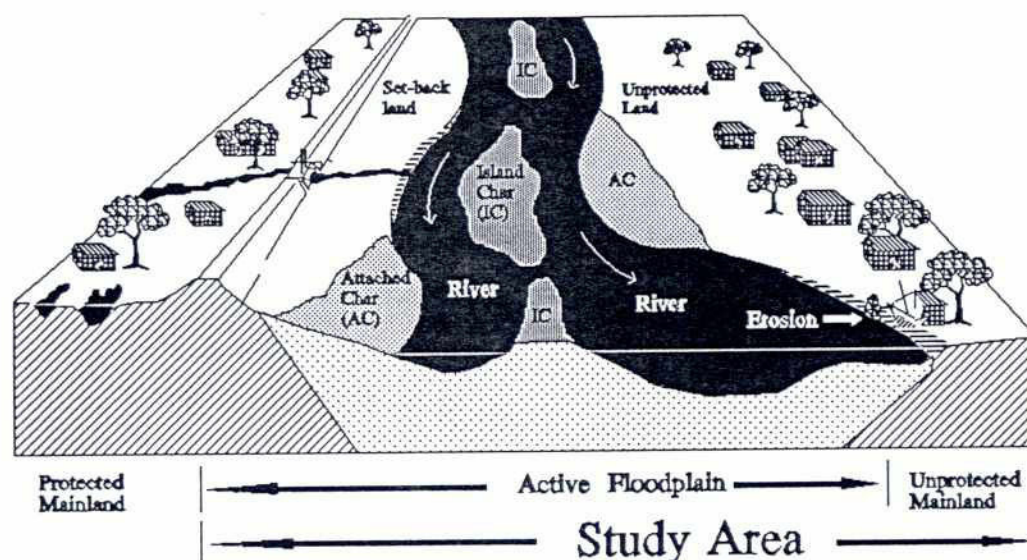 IC
Set-back
land
Unprotected
Land
Island
Char
(IC)
AC
Attached
Char
(AC)
River
River
IC
Erosion
Protected
Mainland
Active Floodplain
Unprotected
Mainland
Study Area